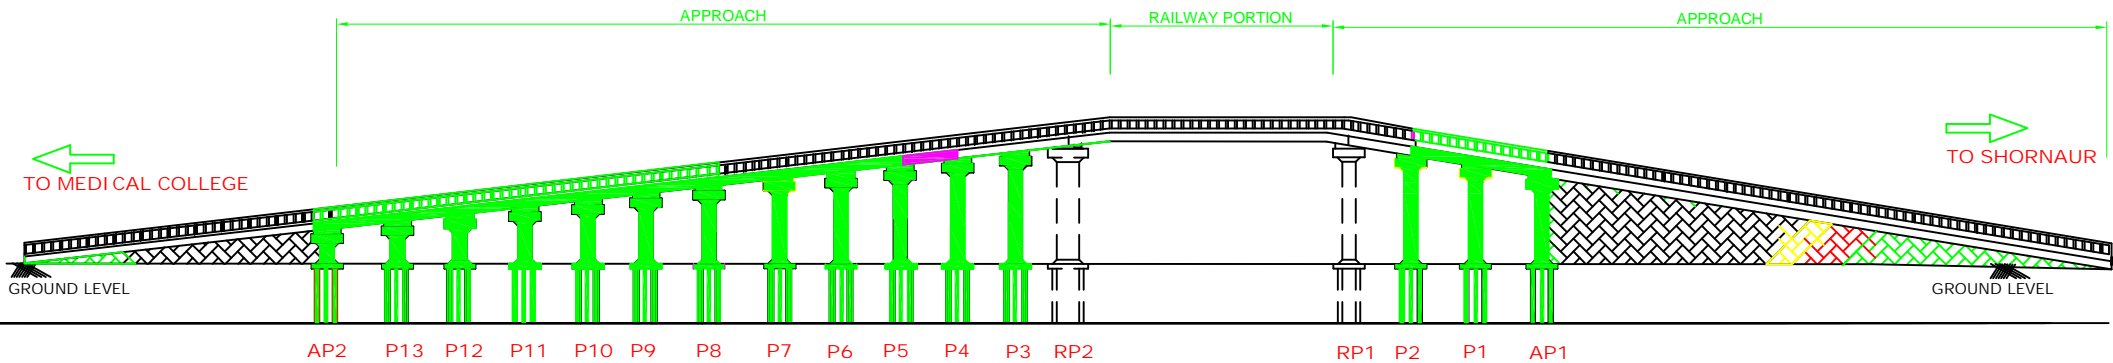 APPROACH
RAILWAY PORTION
APPROACH
TO MEDICAL COLLEGE
TO SHORNAUR
GROUND LEVEL
GROUND LEVEL
AP2 P13 P12 P11 P10 P9 P8 P7 P6 P5 P4 P3 RP2 RP1 P2 P1 AP1